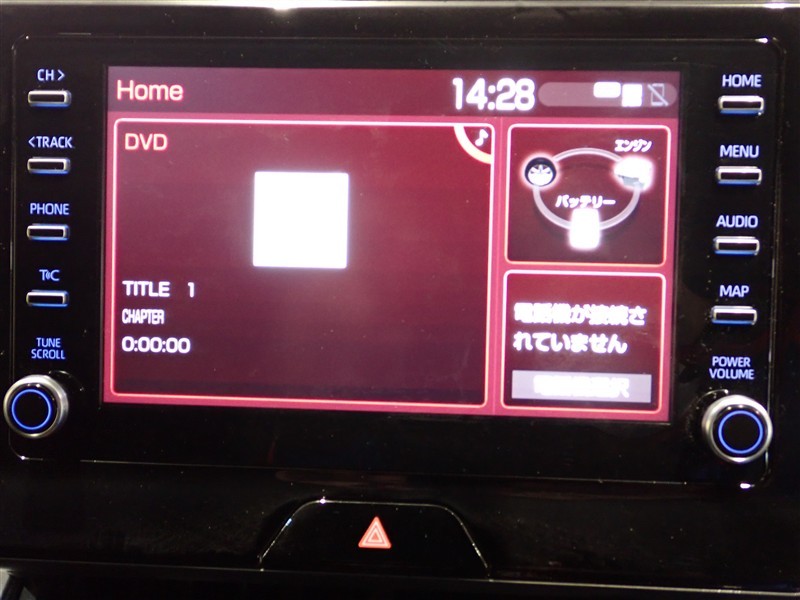 CH >
<TRACK
PHONE
TUNE
SCROLL
Home
14:28
DVD
TITLE 1
CHAPTER
0:00:00
エンジン
バッテリー
電話機が接続さ
れていません
HOME
MENU
AUDIO
MAP
POWER
VOLUME